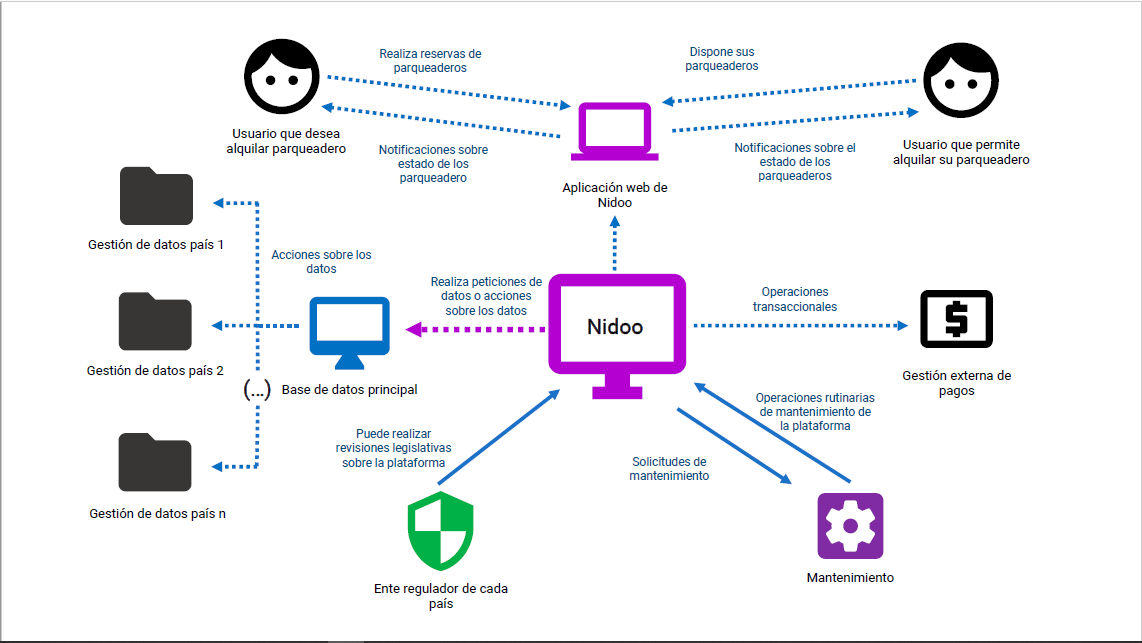 Realiza reservas de
parqueaderos
Dispone sus
parqueaderos
Usuario que desea
alquilar parqueadero
Notificaciones sobre
estado de los
parqueadero
Notificaciones sobre el
estado de los
parqueaderos
Usuario que permite
alquilar su parqueadero
Aplicación web de
Nidoo
Gestión de datos país 1
Acciones sobre los
datos
Realiza peticiones de
datos o acciones
sobre los datos
Nidoo
Operaciones
transaccionales
Gestión externa de
pagos
Gestión de datos país 2
(...)
Base de datos principal
Puede realizar
revisiones legislativas
sobre la plataforma
Operaciones rutinarias
de mantenimiento de
la plataforma
Solicitudes de
mantenimiento
Gestión de datos país n
Ente regulador de cada
país
Mantenimiento